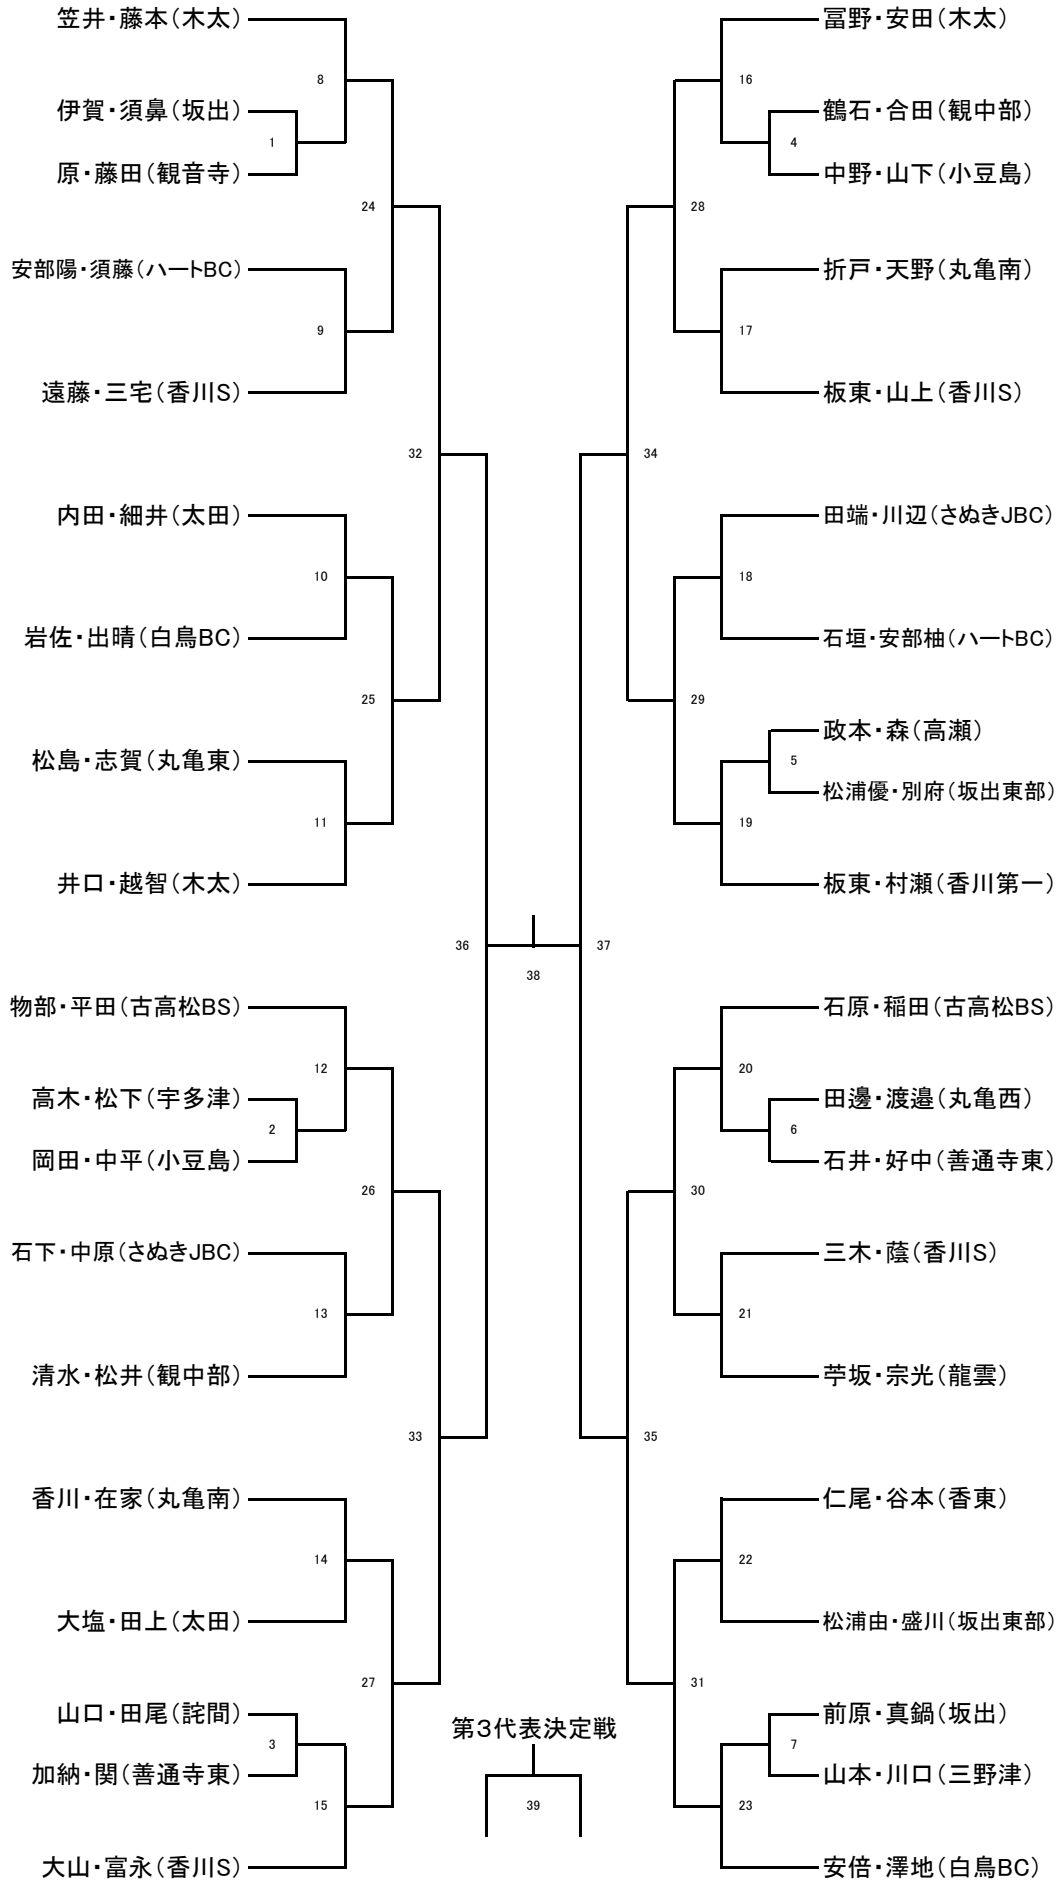 笠井・藤本(木太)
8
伊賀・須鼻(坂出)
1
原・藤田(観音寺)
24
安部陽・須藤(ハートBC)
9
遠藤・三宅(香川S)
32
内田・細井(太田)
10
岩佐・出晴(白鳥BC)
25
松島・志賀(丸亀東)
11
井口・越智(木太)
36
物部・平田(古高松BS)
12
高木・松下(宇多津)
2
岡田・中平(小豆島)
26
石下・中原(さぬきJBC)
13
清水・松井(観中部)
33
香川・在家(丸亀南)
14
大塩・田上(太田)
27
山口・田尾(詫間)
3
加納・関(善通寺東)
15
大山・富永(香川S)
38
第3代表決定戦
39
冨野・安田(木太)
16
鶴石・合田(観中部)
4
中野・山下(小豆島)
28
折戸・天野(丸亀南)
17
板東・山上(香川S)
34
田端・川辺(さぬきJBC)
18
石垣・安部柚(ハートBC)
29
政本・森(高瀬)
5
松浦優・別府(坂出東部)
19
板東・村瀬(香川第一)
37
石原・稲田(古高松BS)
20
田邊・渡邉(丸亀西)
6
石井・好中(善通寺東)
30
三木・蔭(香川S)
21
苧坂・宗光(龍雲)
35
仁尾・谷本(香東)
22
松浦由・盛川(坂出東部)
31
前原・真鍋(坂出)
7
山本・川口(三野津)
23
安倍・澤地(白鳥BC)